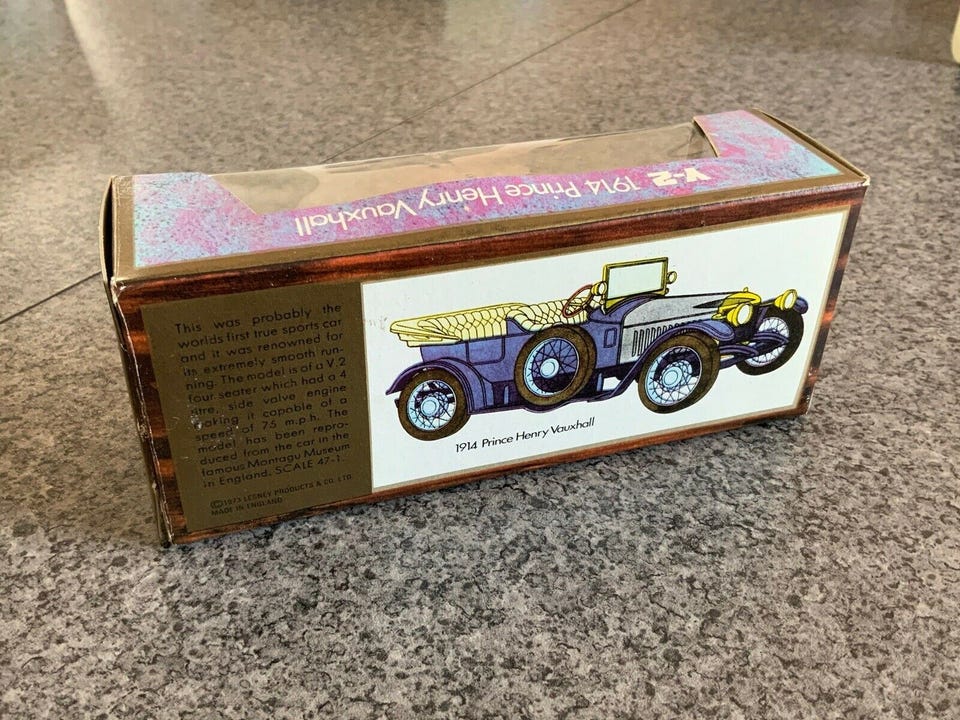 Y-2 1914 Prince Henry Vauxhall
This was probably the
worlds first true sports car
and it was renowned for
its extremely smooth run-
ning. The model is of a V.2
four seater which had a 4
litre, side valve engine
making it capable of a
speed of 75 m.p.h. The
model has been repro-
duced from the car in the
famous Montagu Museum
in England. SCALE 47-1.
©1973 LESNEY PRODUCTS & CO. LTD.
MADE IN ENGLAND
1914 Prince Henry Vauxhall